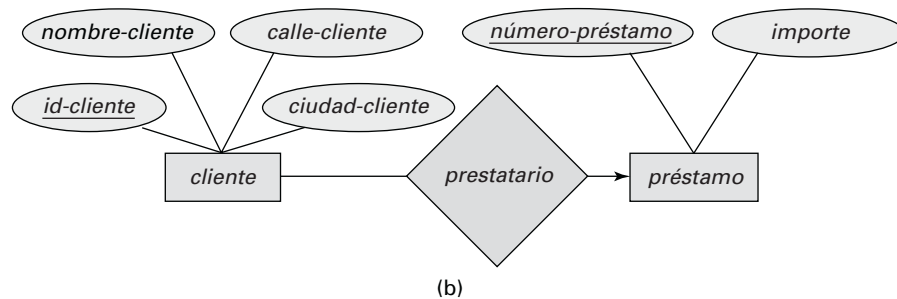 nombre-cliente
calle-cliente
número-préstamo
importe
id-cliente
ciudad-cliente
cliente
prestatario
préstamo
(b)